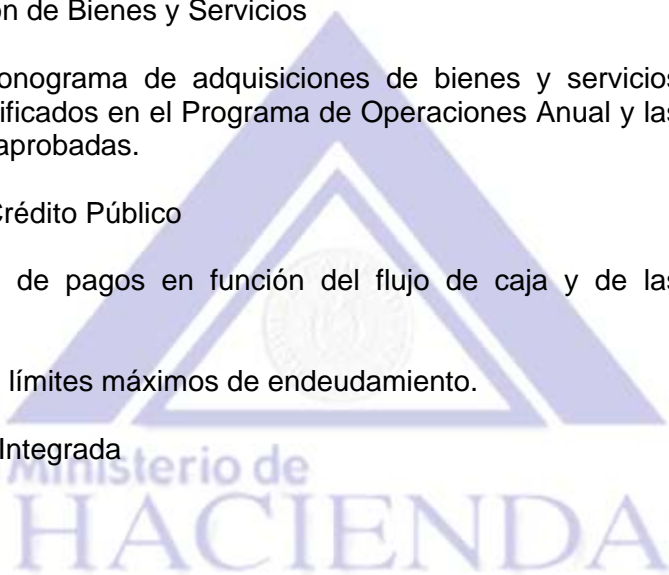 ón de Bienes y Servicios
onograma de adquisiciones de bienes y servicios
ificados en el Programa de Operaciones Anual y las
aprobadas.
Crédito Público
de pagos en función del flujo de caja y de las
límites máximos de endeudamiento.
Integrada
Ministerio de
HACIENDA